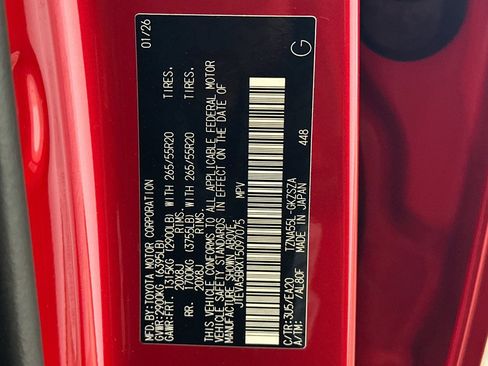 MFD.BY:TOYOTA MOTOR CORPORATION 01/26
GVWR:2900KG (6395LB)
GAWR:FRT. 1315KG (2900LB) WITH 265/55R20 TIRES.
20X8J RIMS.
RR. 1700KG (3755LB) WITH 265/55R20 TIRES.
20X8J RIMS.
THIS VEHICLE CONFORMS TO ALL APPLICABLE FEDERAL MOTOR
VEHICLE SAFETY STANDARDS IN EFFECT ON THE DATE OF
MANUFACTURE SHOWN ABOVE.
MPV
448
C/TR:3U5/EA20 TZNA55L-GKZSZA
A/TM: /AL80F MADE IN JAPAN
G